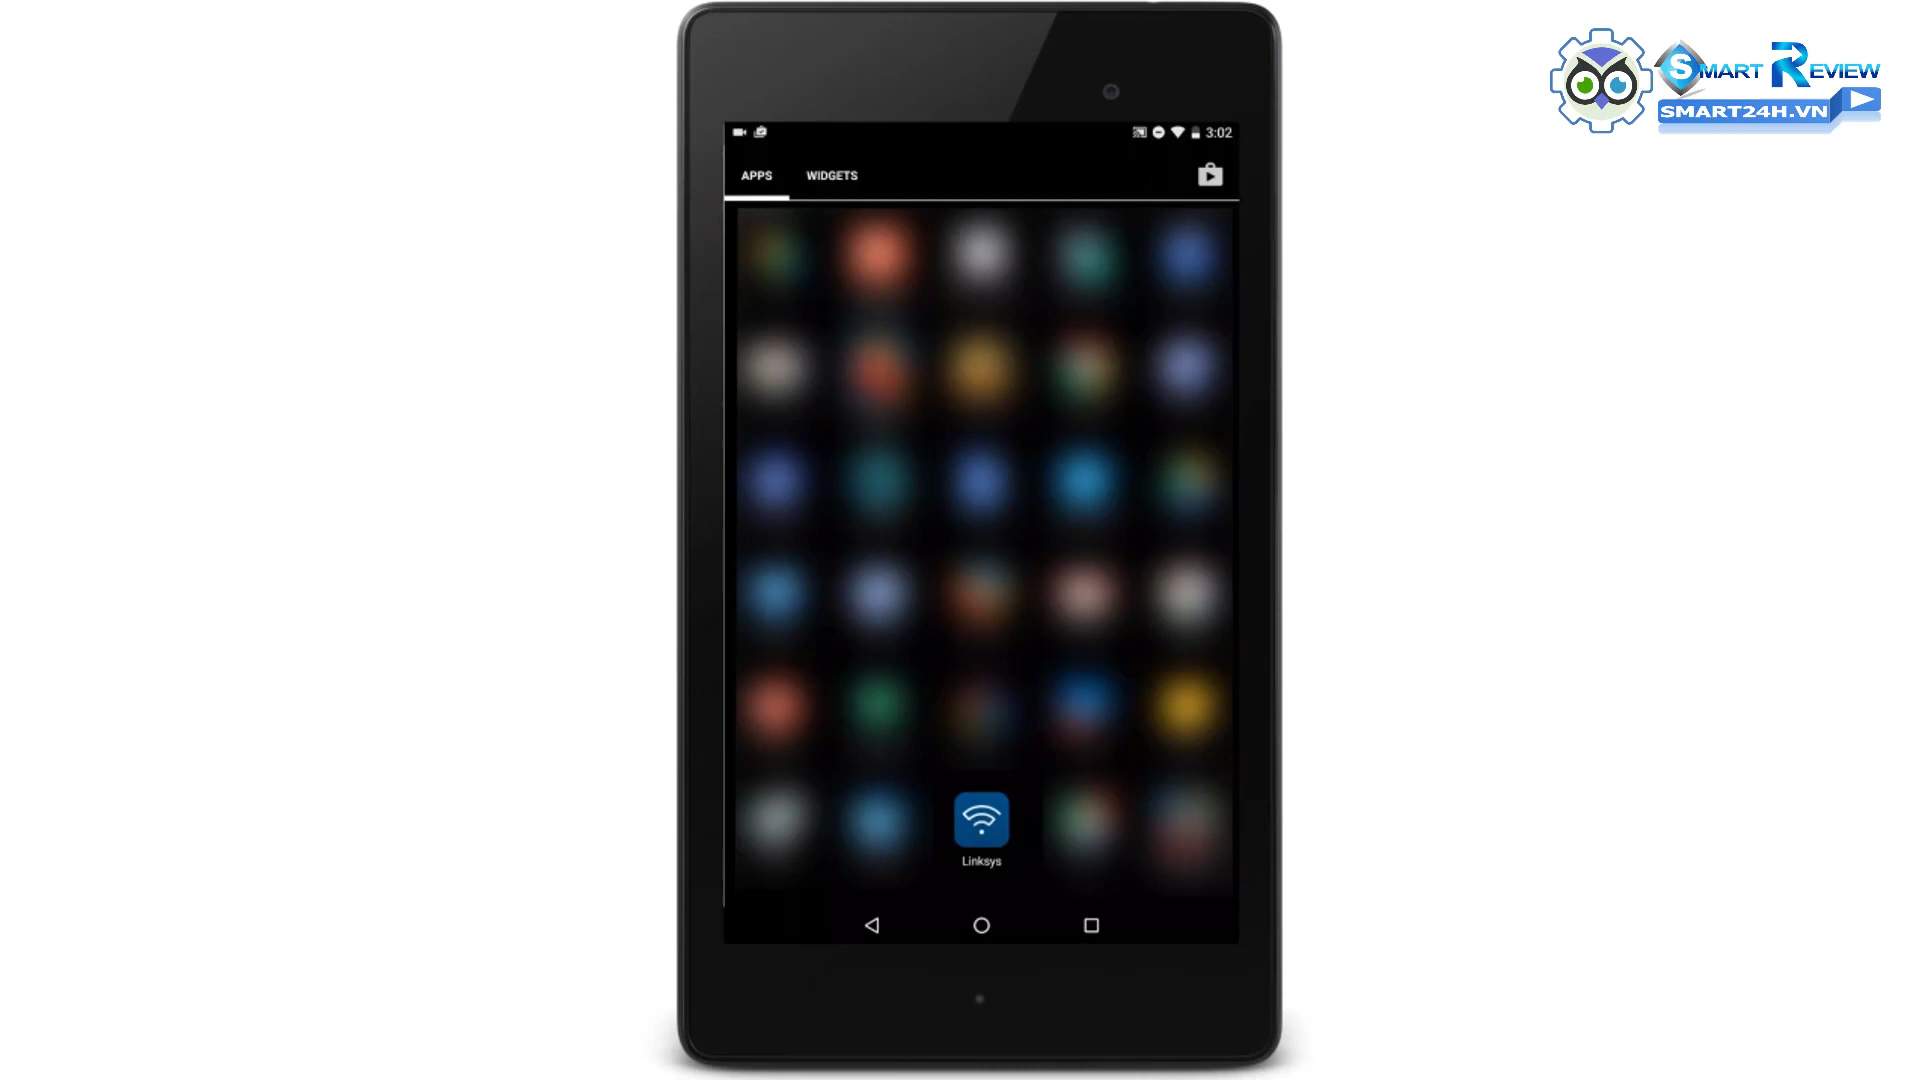 SMART REVIEW
SMART24H.VN
3:02
APPS WIDGETS
Linksys